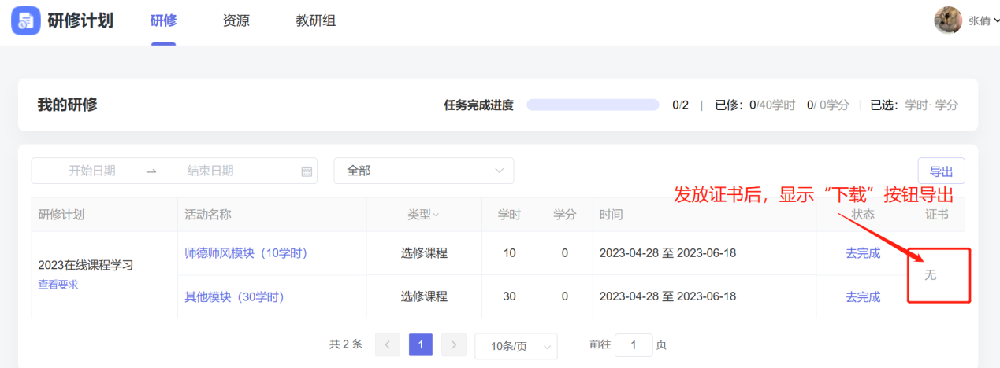 研修计划 研修 资源 教研组 张倩
我的研修 任务完成进度 0/2 | 已修：0/40学时 0/ 0学分 | 已选：学时· 学分
开始日期 → 结束日期 全部 导出
发放证书后，显示“下载”按钮导出
研修计划 活动名称 类型 学时 学分 时间 状态 证书
师德师风模块（10学时） 选修课程 10 0 2023-04-28 至 2023-06-18 去完成
2023在线课程学习
无
查看要求
其他模块（30学时） 选修课程 30 0 2023-04-28 至 2023-06-18 去完成
共 2 条 < 1 > 10条/页 前往 1 页